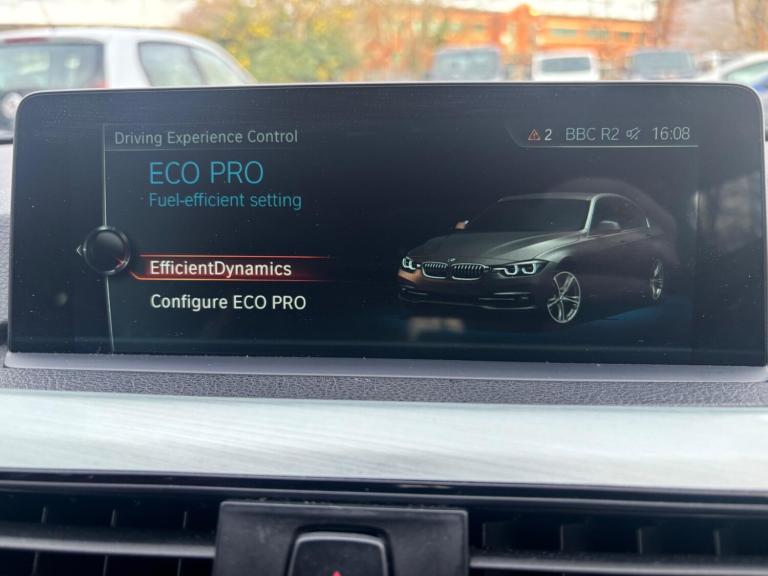 Driving Experience Control
2 BBC R2 16:08
ECO PRO
Fuel-efficient setting
EfficientDynamics
Configure ECO PRO